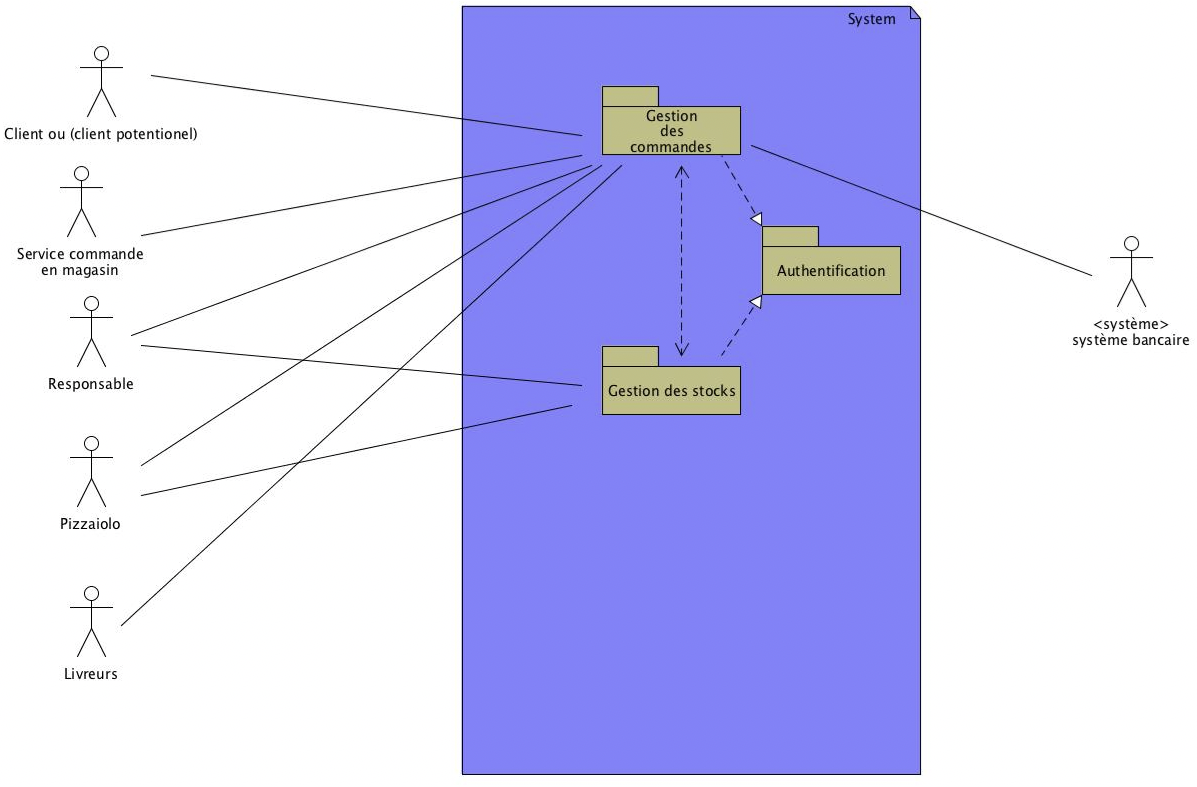 System
Client ou (client potentionel)
Gestion
des
commandes
Service commande
en magasin
Authentification
<système>
système bancaire
Responsable
Gestion des stocks
Pizzaiolo
Livreurs